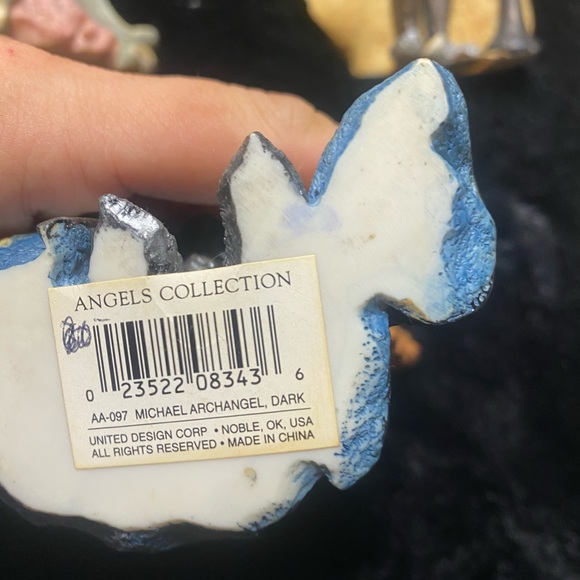 ANGELS COLLECTION
0 23522 08343 6
AA-097 MICHAEL ARCHANGEL, DARK
UNITED DESIGN CORP • NOBLE, OK, USA
ALL RIGHTS RESERVED • MADE IN CHINA